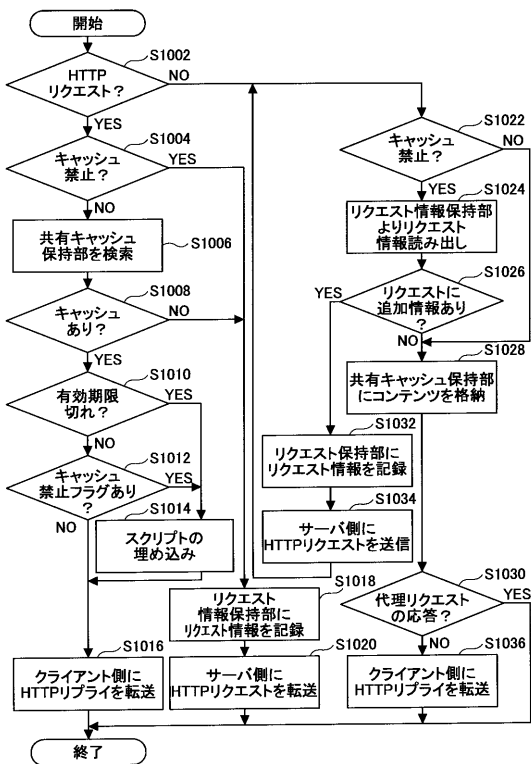 開始
S1002
HTTP
リクエスト？
NO
YES
S1004
キャッシュ
禁止？
YES
NO
共有キャッシュ
保持部を検索
S1006
S1008
キャッシュ
あり？
NO
YES
S1010
有効期限
切れ？
YES
NO
S1012
キャッシュ
禁止フラグあり
？
YES
NO
S1014
スクリプトの
埋め込み
S1016
クライアント側に
HTTPリプライを転送
S1018
リクエスト
情報保持部に
リクエスト情報を記録
S1020
サーバ側に
HTTPリクエストを転送
S1022
キャッシュ
禁止？
NO
YES
S1024
リクエスト情報保持部
よりリクエスト
情報読み出し
S1026
リクエストに
追加情報あり
？
YES
NO
S1028
共有キャッシュ保持部
にコンテンツを格納
S1032
リクエスト保持部に
リクエスト情報を記録
S1034
サーバ側に
HTTPリクエストを送信
S1030
代理リクエスト
の応答？
YES
NO
S1036
クライアント側に
HTTPリプライを転送
終了